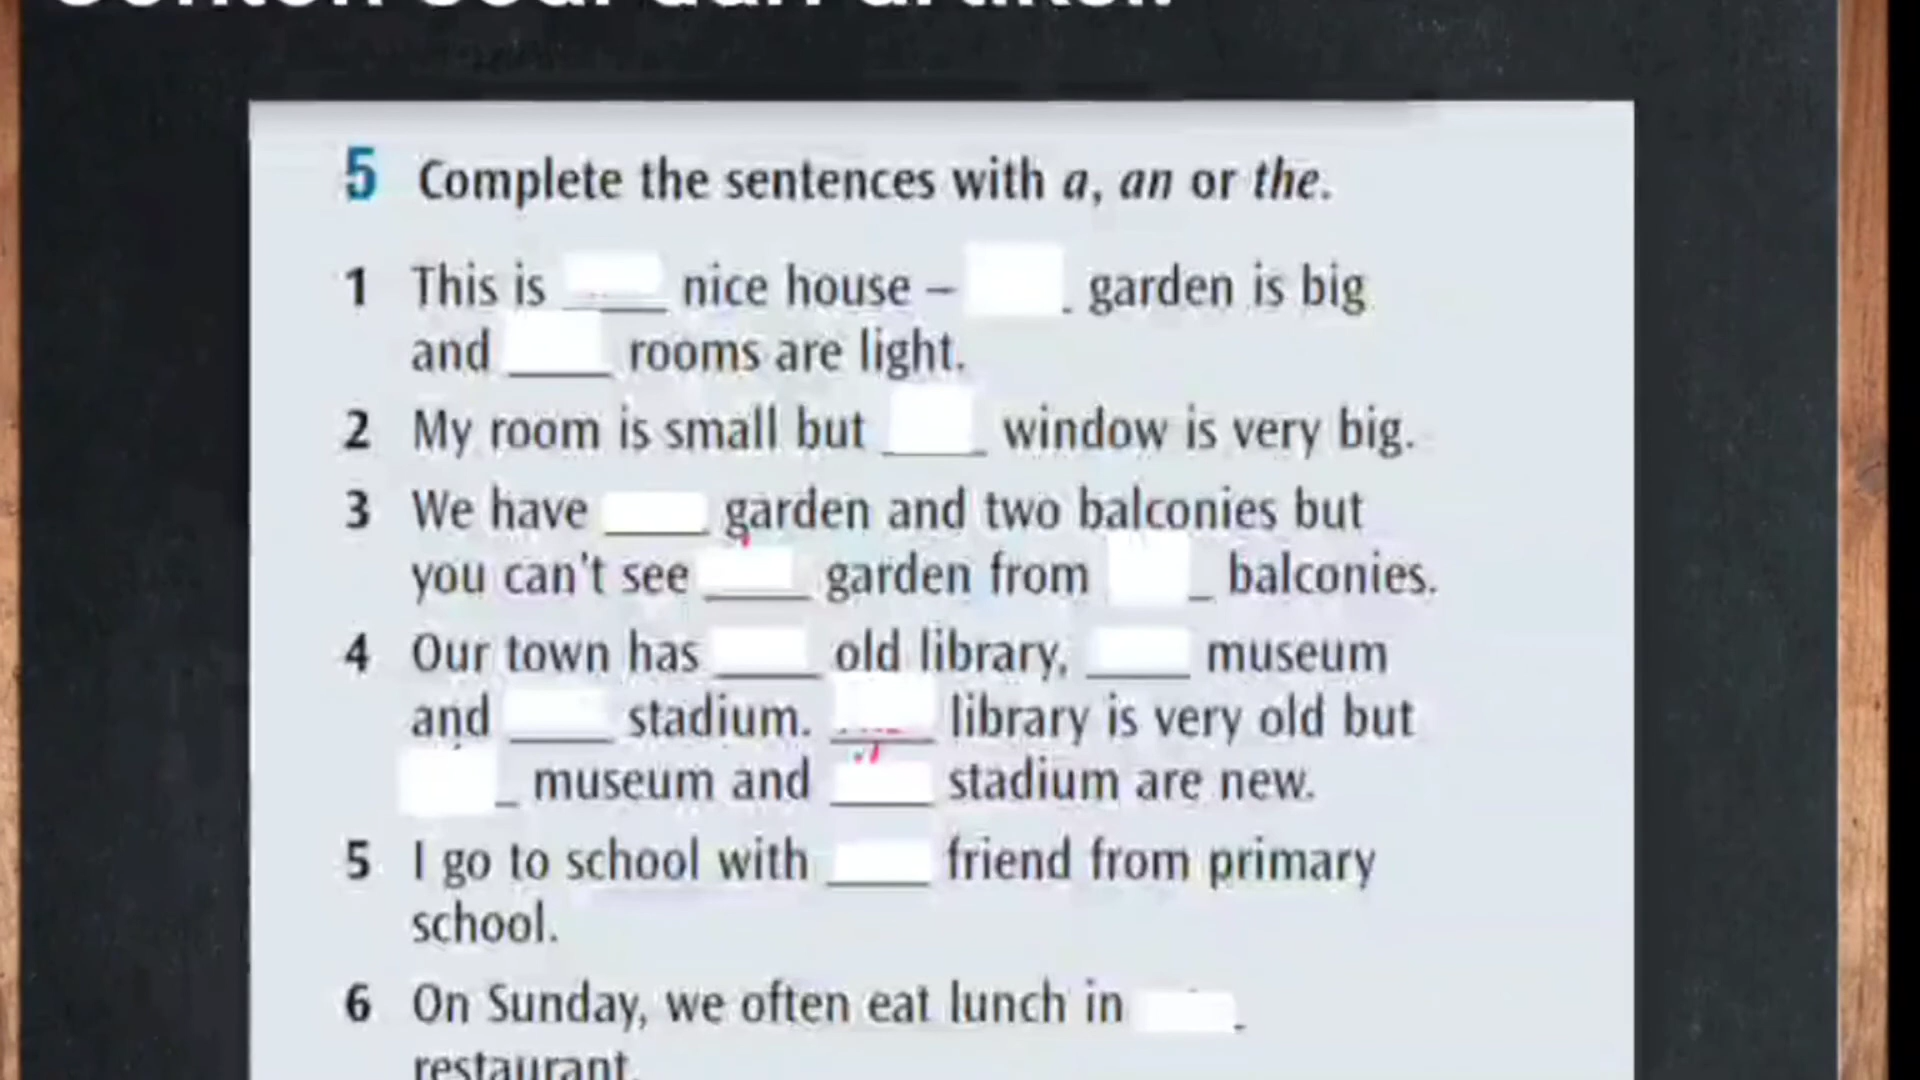 5 Complete the sentences with a, an or the.
1 This is ____ nice house – _ garden is big
and ____ rooms are light.
2 My room is small but ____ window is very big.
3 We have ____ garden and two balconies but
you can't see ____ garden from _ balconies.
4 Our town has ____ old library, ____ museum
and ____ stadium. ____ library is very old but
_ museum and ____ stadium are new.
5 I go to school with ____ friend from primary
school.
6 On Sunday, we often eat lunch in _
restaurant.